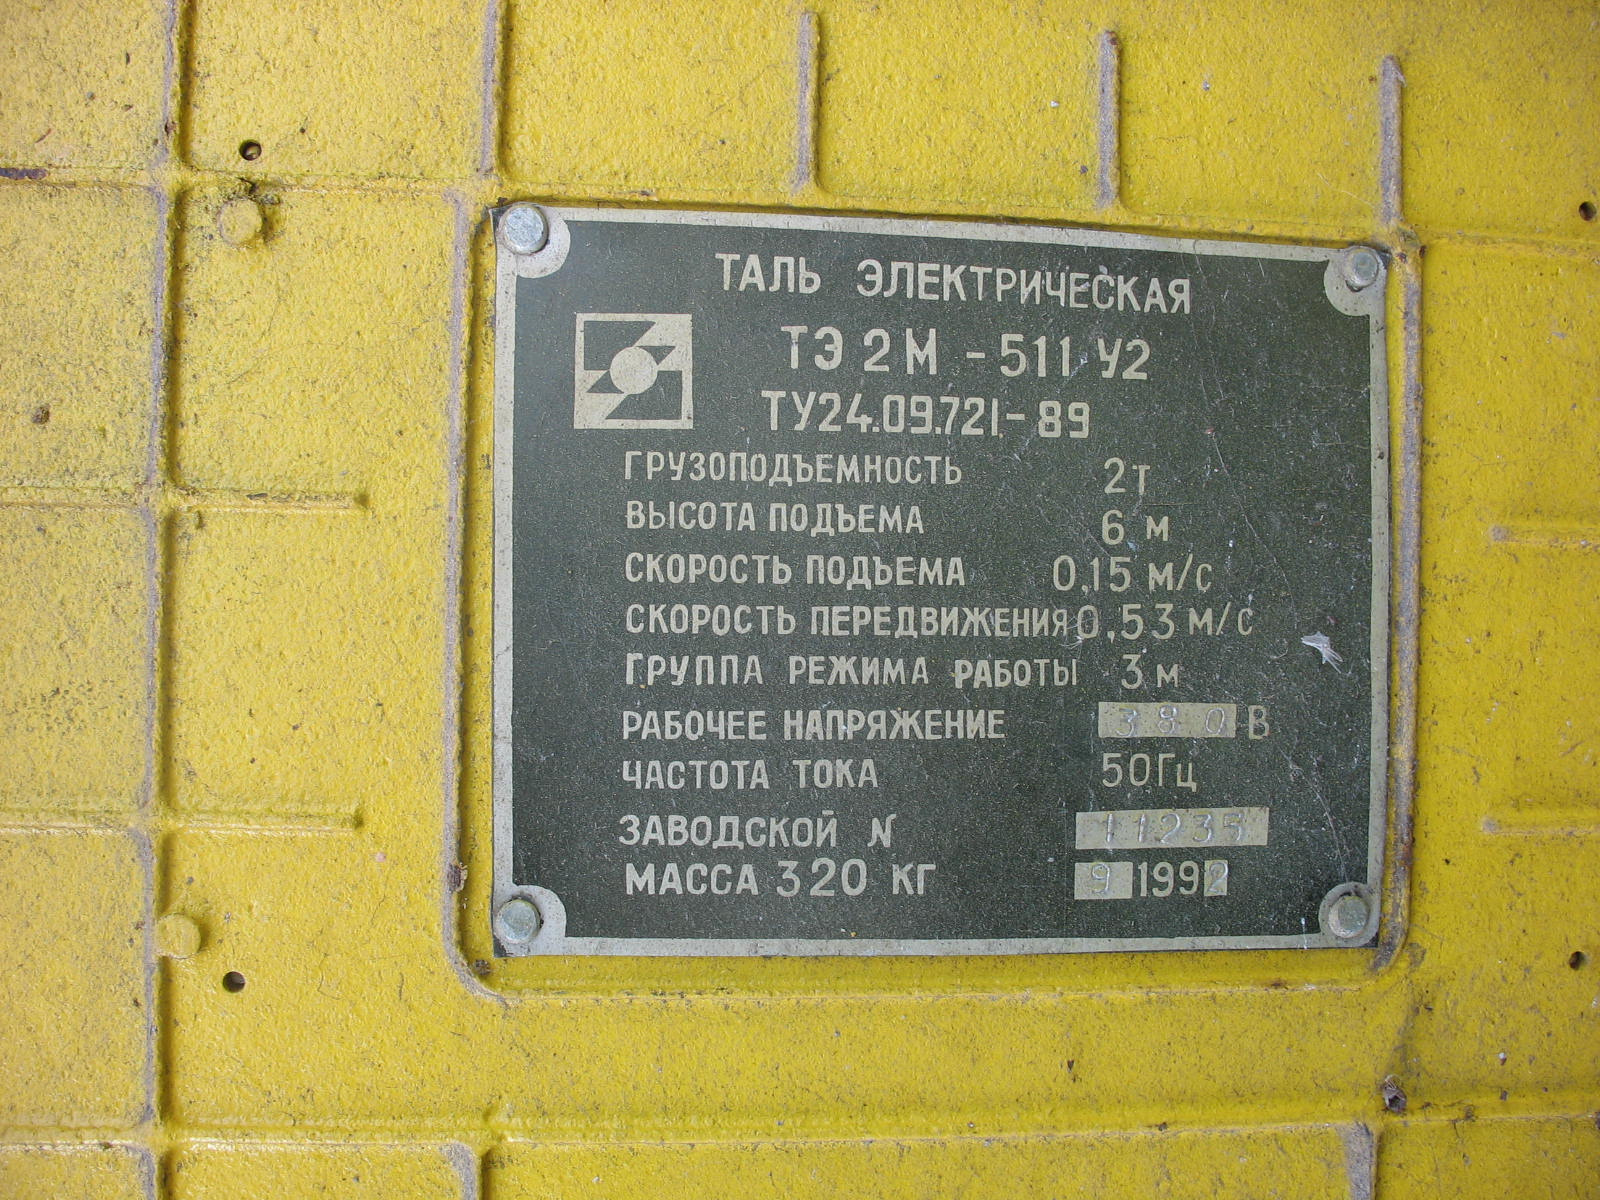 ТАЛЬ ЭЛЕКТРИЧЕСКАЯ
ТЭ 2М - 511 У2
ТУ24.09.721-89
ГРУЗОПОДЪЕМНОСТЬ 2т
ВЫСОТА ПОДЪЕМА 6 м
СКОРОСТЬ ПОДЪЕМА 0,15 м/с
СКОРОСТЬ ПЕРЕДВИЖЕНИЯ 0,53 м/с
ГРУППА РЕЖИМА РАБОТЫ 3 м
РАБОЧЕЕ НАПРЯЖЕНИЕ 380 В
ЧАСТОТА ТОКА 50Гц
ЗАВОДСКОЙ N 11235
МАССА 320 КГ 9 1992